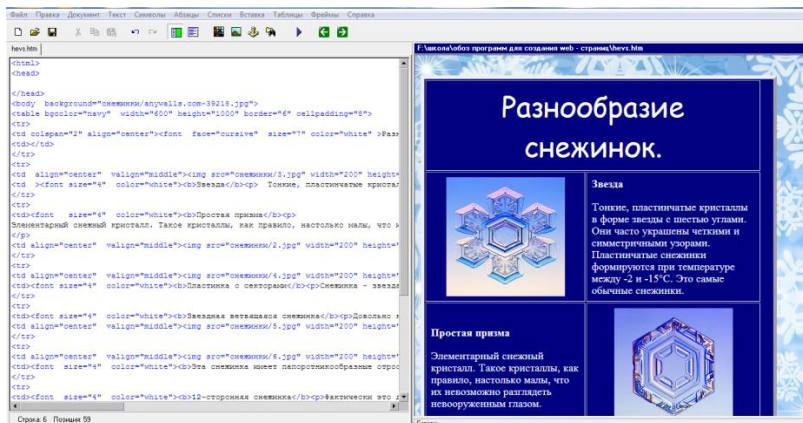 Файл Правка Документ Текст Символы Абзацы Списки Вставка Таблицы Фреймы Справка
hevs.htm
<html>
<head>
</head>
<body background="снежинки/anywalls.com-39218.jpg">
<table bgcolor="navy" width="600" height="1000" border="6" cellpadding="8">
<tr>
<td colspan="2" align="center"><font face="cursive" size="7" color="white" >Разн
<td></td>
</tr>
<tr>
<td align="center" valign="middle"><img src="снежинки/3.jpg" width="200" height=
<td ><font size="4" color="white"><b>Звезда</b><p> Тонкие, пластинчатые кристал
</tr>
<tr>
<td><font size="4" color="white"><b>Простая призма</b><p>
Элементарный снежный кристалл. Такое кристаллы, как правило, настолько малы, что
</p>
<td align="center" valign="middle"><img src="снежинки/2.jpg" width="200" height=
</tr>
<tr>
<td align="center" valign="middle"><img src="снежинки/4.jpg" width="200" height=
<td><font size="4" color="white"><b>Пластинка с секторами</b><p>Снежинка - звезда
</tr>
<tr>
<td><font size="4" color="white"><b>Звездная ветвящаяся снежинка</b><p>Довольно
<td align="center" valign="middle"><img src="снежинки/5.jpg" width="200" height=
</tr>
<tr>
<td align="center" valign="middle"><img src="снежинки/6.jpg" width="200" height=
<td><font size="4" color="white"><b>Эта снежинка имеет папоротникообразные отрос
</tr>
<tr>
<td><font size="4" color="white"><b>12-сторонняя снежинка</b><p>Фактически это
Строка: 6 Позиция: 59
F:\школа\обоз программ для создания web - страниц\hevs.htm
Разнообразие
снежинок.
Звезда
Тонкие, пластинчатые кристаллы
в форме звезды с шестью углами.
Они часто украшены четкими и
симметричными узорами.
Пластинчатые снежинки
формируются при температуре
между -2 и -15°C. Это самые
обычные снежинки.
Простая призма
Элементарный снежный
кристалл. Такое кристаллы, как
правило, настолько малы, что
их невозможно разглядеть
невооруженным глазом.